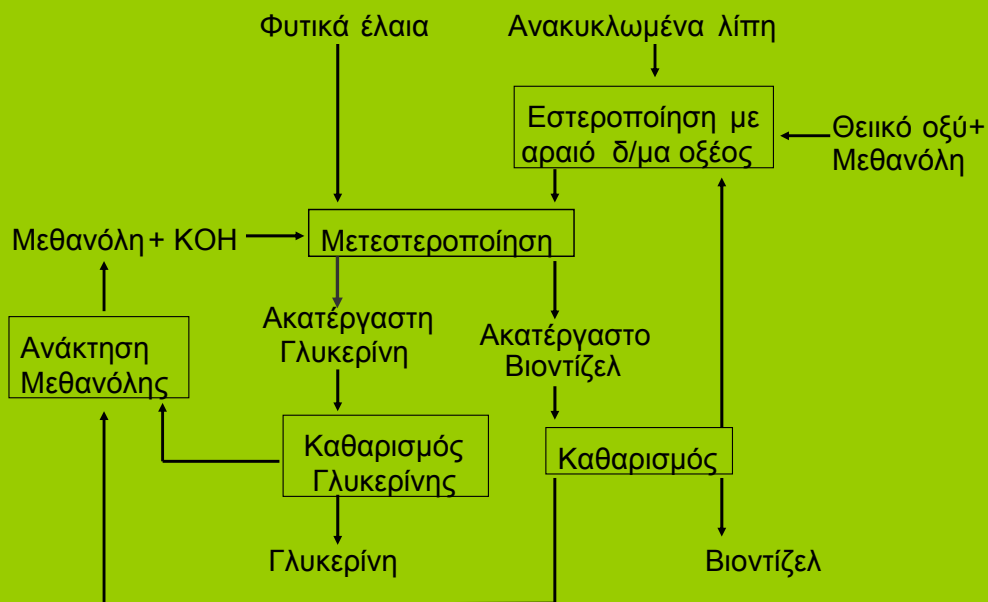 Φυτικά έλαια
Ανακυκλωμένα λίπη
Εστεροποίηση με
αραιό δ/μα οξέος
Θειικό οξύ+
Μεθανόλη
Μεθανόλη + ΚΟΗ
Μετεστεροποίηση
Ακατέργαστη
Γλυκερίνη
Ακατέργαστο
Βιοντίζελ
Ανάκτηση
Μεθανόλης
Καθαρισμός
Γλυκερίνης
Καθαρισμός
Γλυκερίνη
Βιοντίζελ